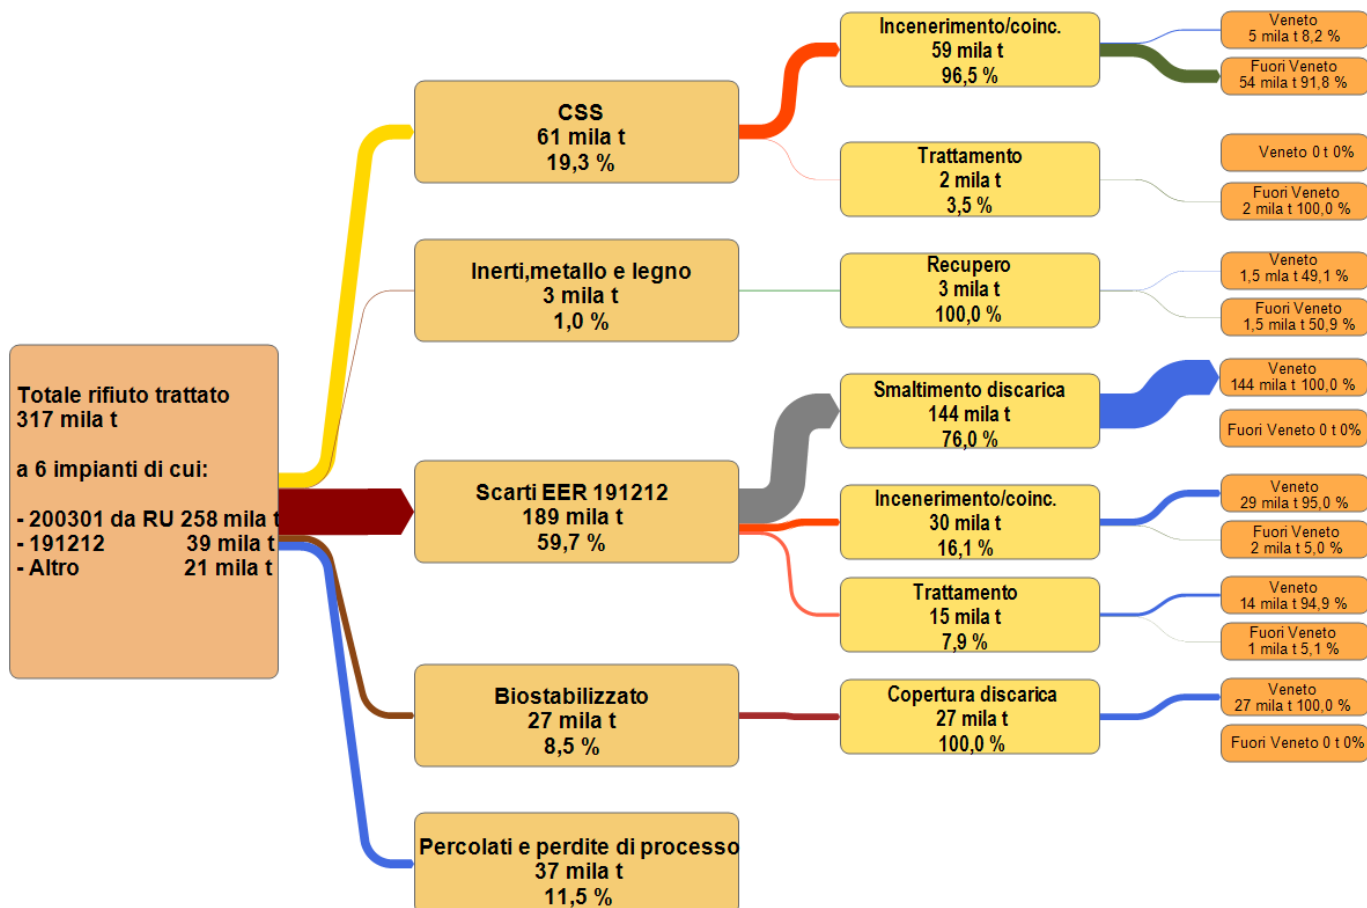 Totale rifiuto trattato
317 mila t
a 6 impianti di cui:
- 200301 da RU 258 mila t
- 191212 39 mila t
- Altro 21 mila t
CSS
61 mila t
19,3 %
Inerti,metallo e legno
3 mila t
1,0 %
Scarti EER 191212
189 mila t
59,7 %
Biostabilizzato
27 mila t
8,5 %
Percolati e perdite di processo
37 mila t
11,5 %
Incenerimento/coinc.
59 mila t
96,5 %
Trattamento
2 mila t
3,5 %
Recupero
3 mila t
100,0 %
Smaltimento discarica
144 mila t
76,0 %
Incenerimento/coinc.
30 mila t
16,1 %
Trattamento
15 mila t
7,9 %
Copertura discarica
27 mila t
100,0 %
Veneto
5 mila t 8,2 %
Fuori Veneto
54 mila t 91,8 %
Veneto 0 t 0%
Fuori Veneto
2 mila t 100,0 %
Veneto
1,5 mila t 49,1 %
Fuori Veneto
1,5 mila t 50,9 %
Veneto
144 mila t 100,0 %
Fuori Veneto 0 t 0%
Veneto
29 mila t 95,0 %
Fuori Veneto
2 mila t 5,0 %
Veneto
14 mila t 94,9 %
Fuori Veneto
1 mila t 5,1 %
Veneto
27 mila t 100,0 %
Fuori Veneto 0 t 0%